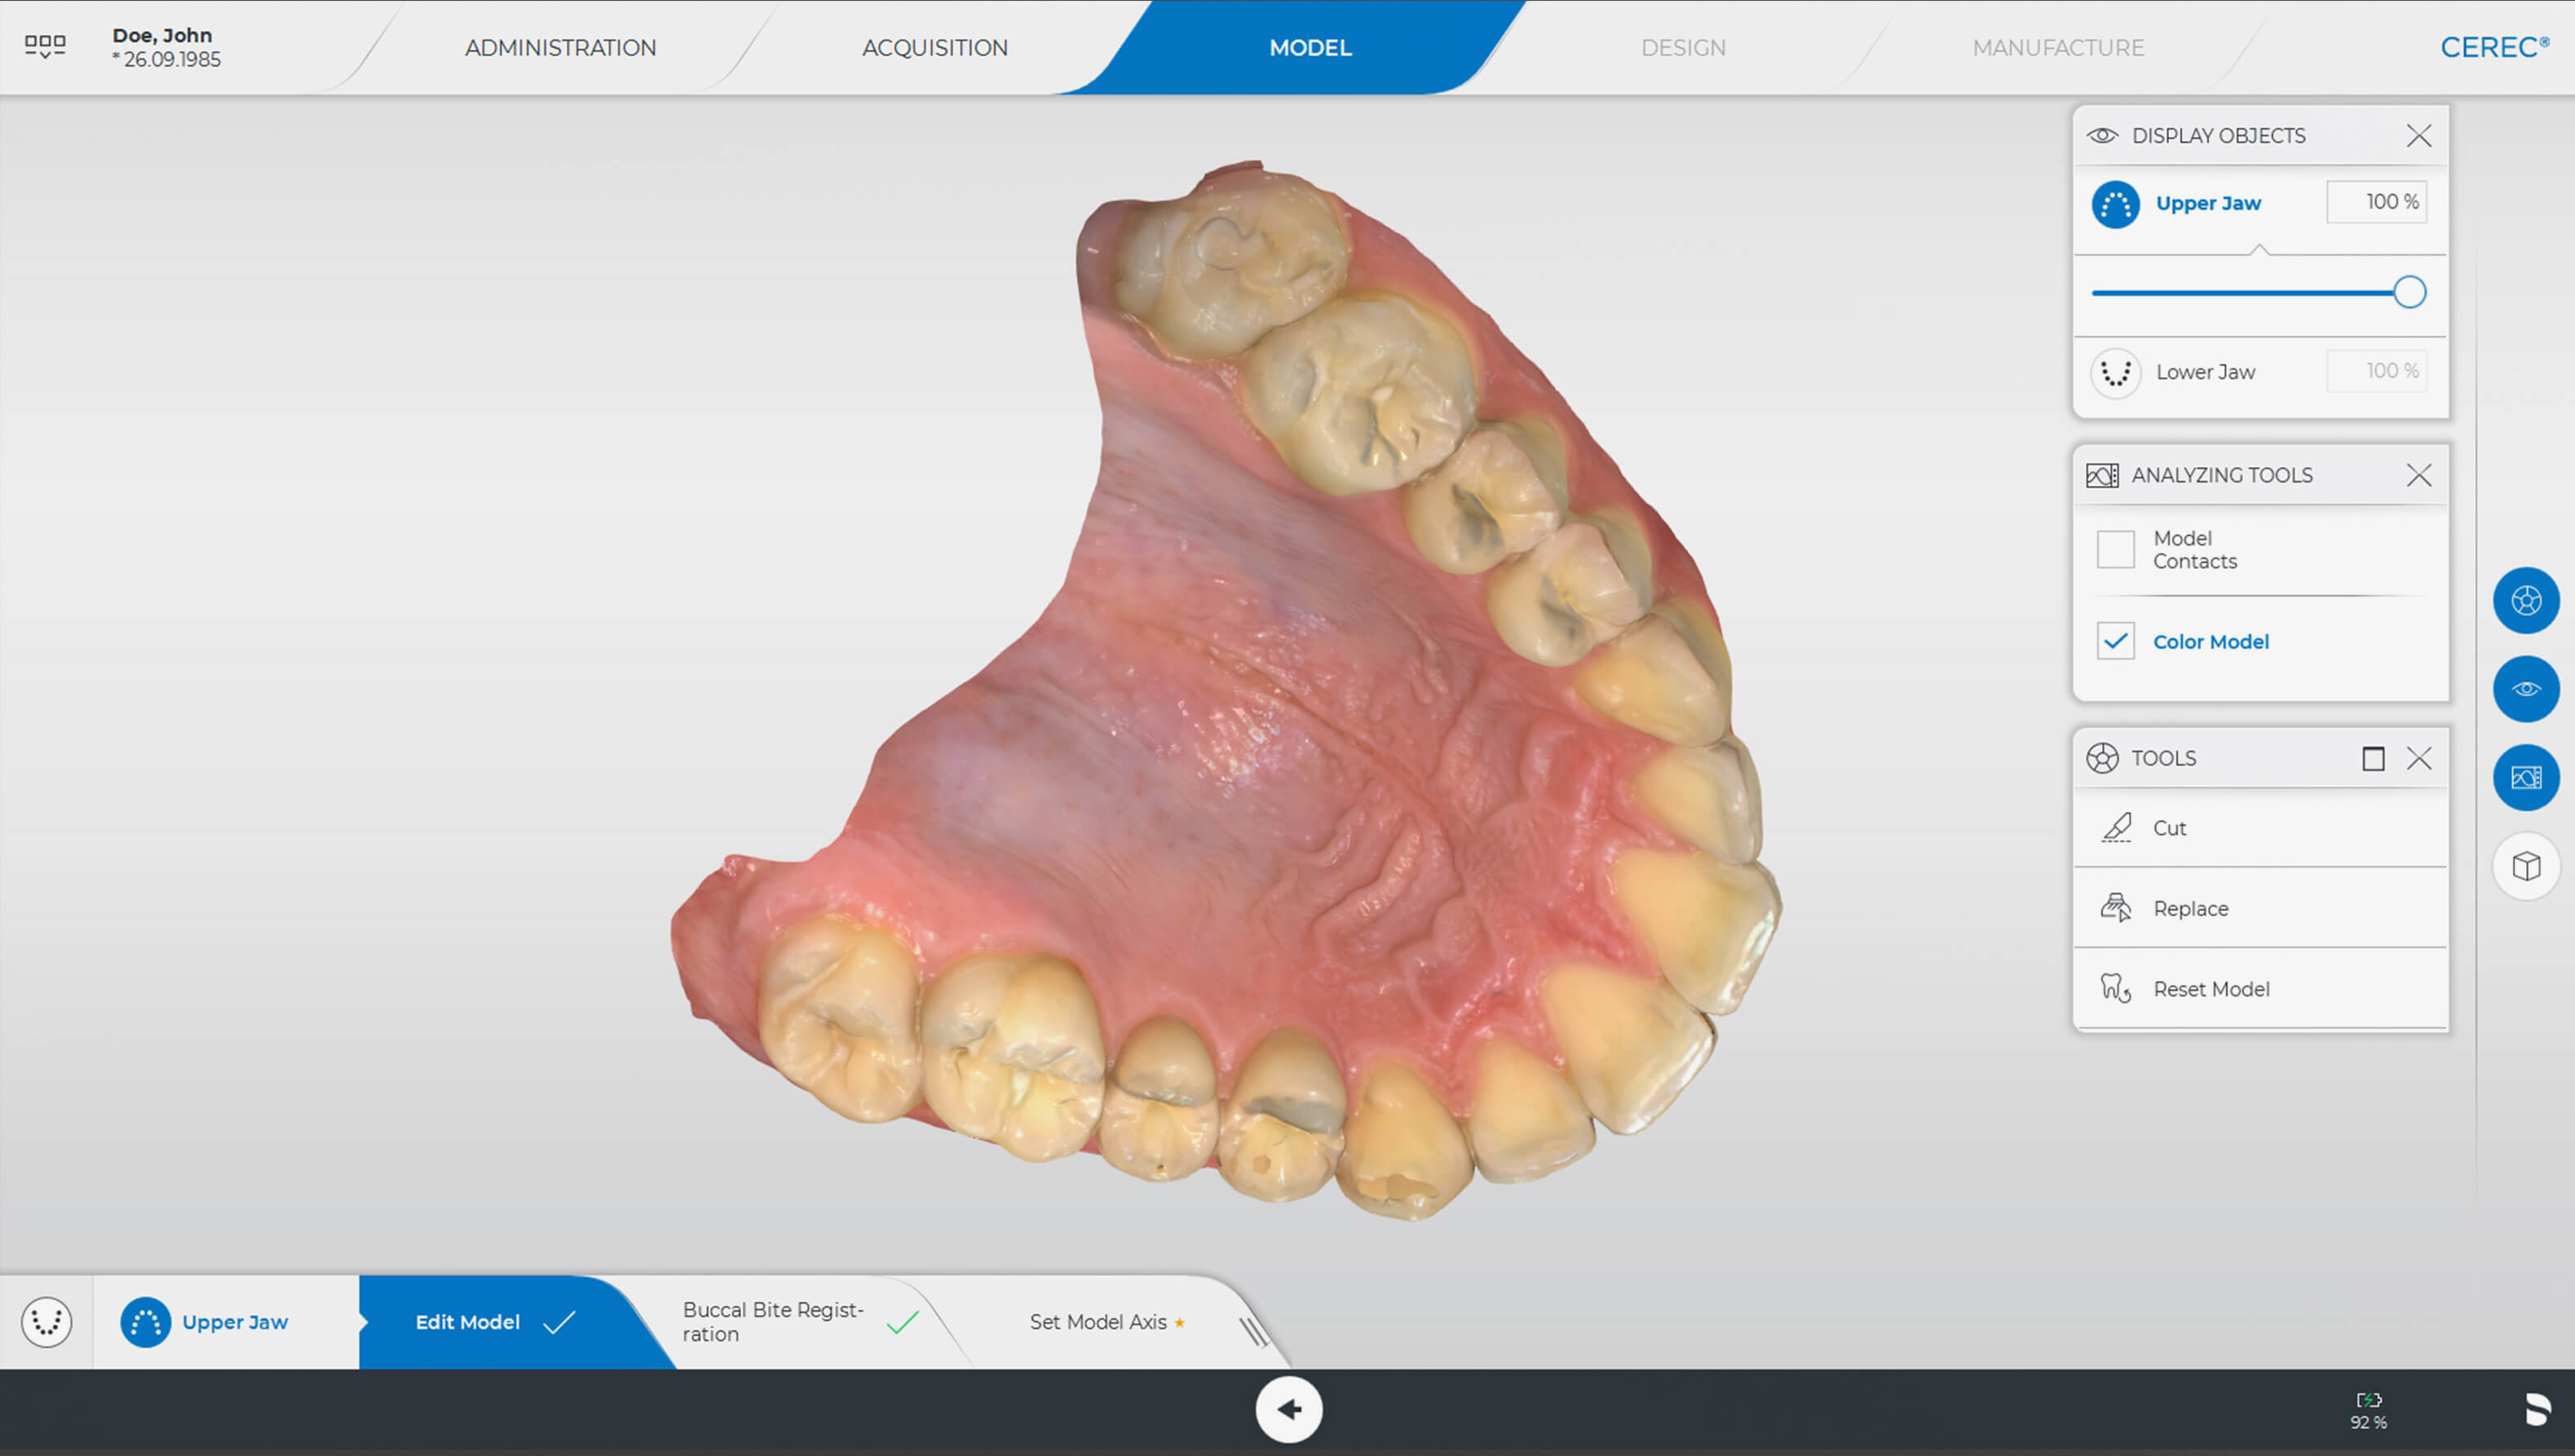 Doe, John
* 26.09.1985
ADMINISTRATION
ACQUISITION
MODEL
DESIGN
MANUFACTURE
CEREC®
DISPLAY OBJECTS
Upper Jaw
100 %
Lower Jaw
100 %
ANALYZING TOOLS
Model
Contacts
Color Model
TOOLS
Cut
Replace
Reset Model
Upper Jaw
Edit Model
Buccal Bite Regist-
ration
Set Model Axis
92 %